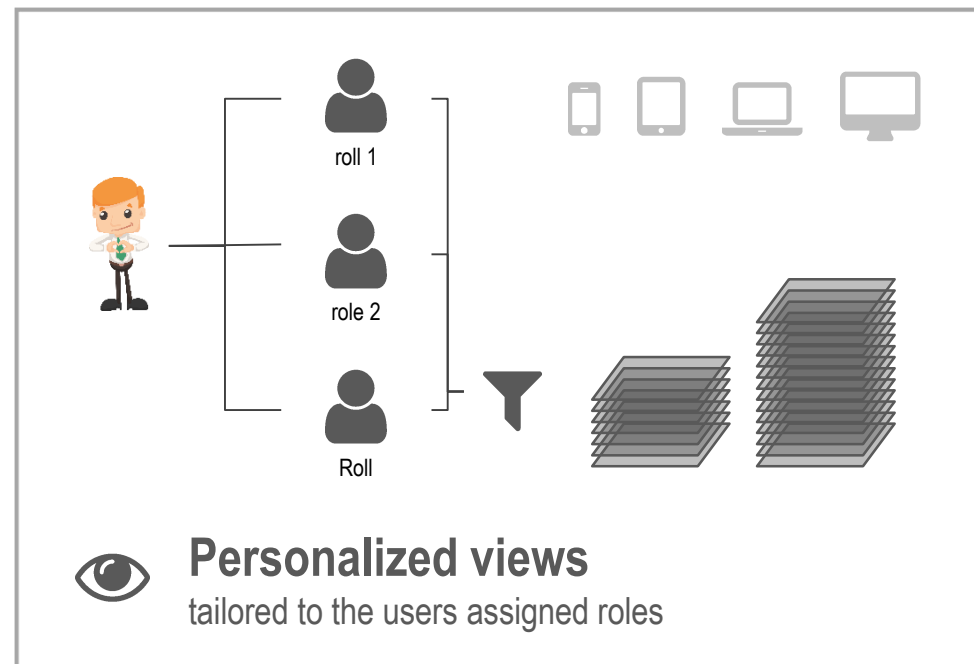 roll 1
role 2
Roll
Personalized views
tailored to the users assigned roles